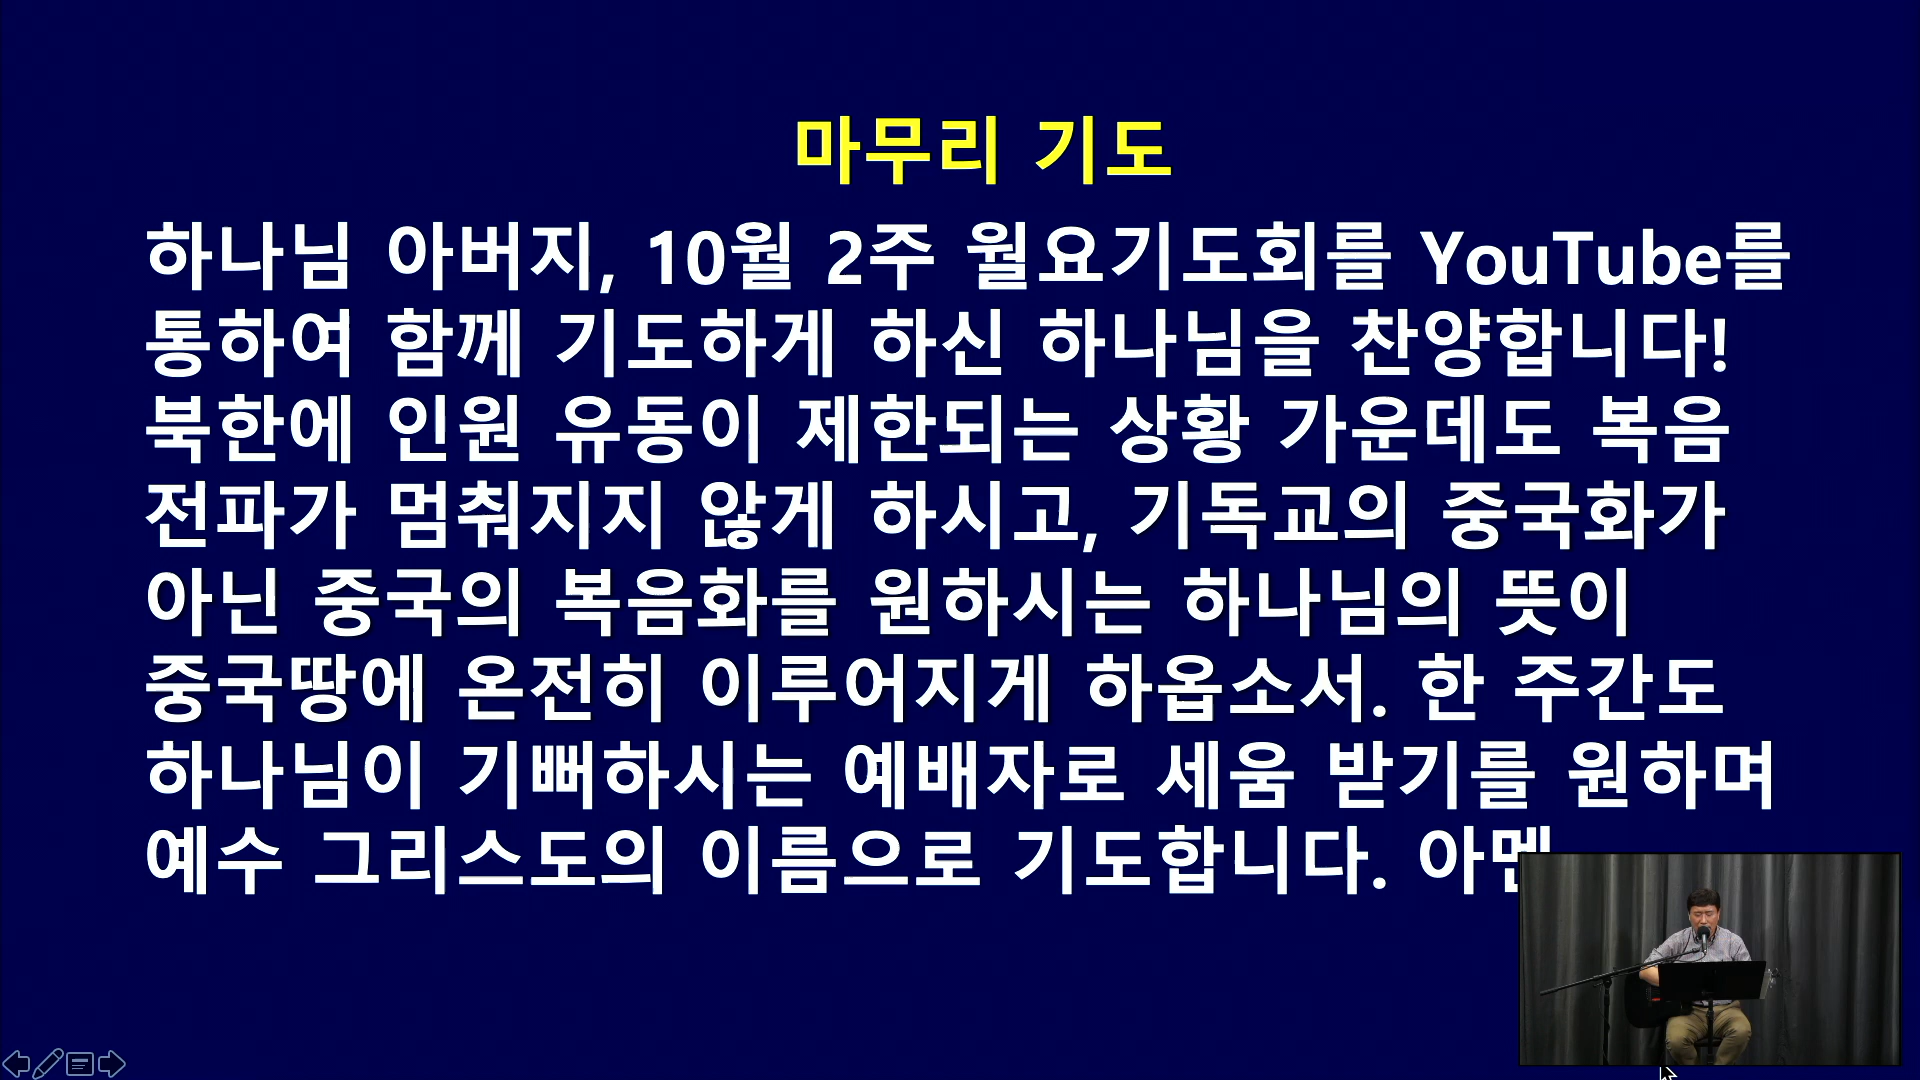 마무리 기도
하나님 아버지, 10월 2주 월요기도회를 YouTube를
통하여 함께 기도하게 하신 하나님을 찬양합니다!
북한에 인원 유동이 제한되는 상황 가운데도 복음
전파가 멈춰지지 않게 하시고, 기독교의 중국화가
아닌 중국의 복음화를 원하시는 하나님의 뜻이
중국땅에 온전히 이루어지게 하옵소서. 한 주간도
하나님이 기뻐하시는 예배자로 세움 받기를 원하며
예수 그리스도의 이름으로 기도합니다. 아멘